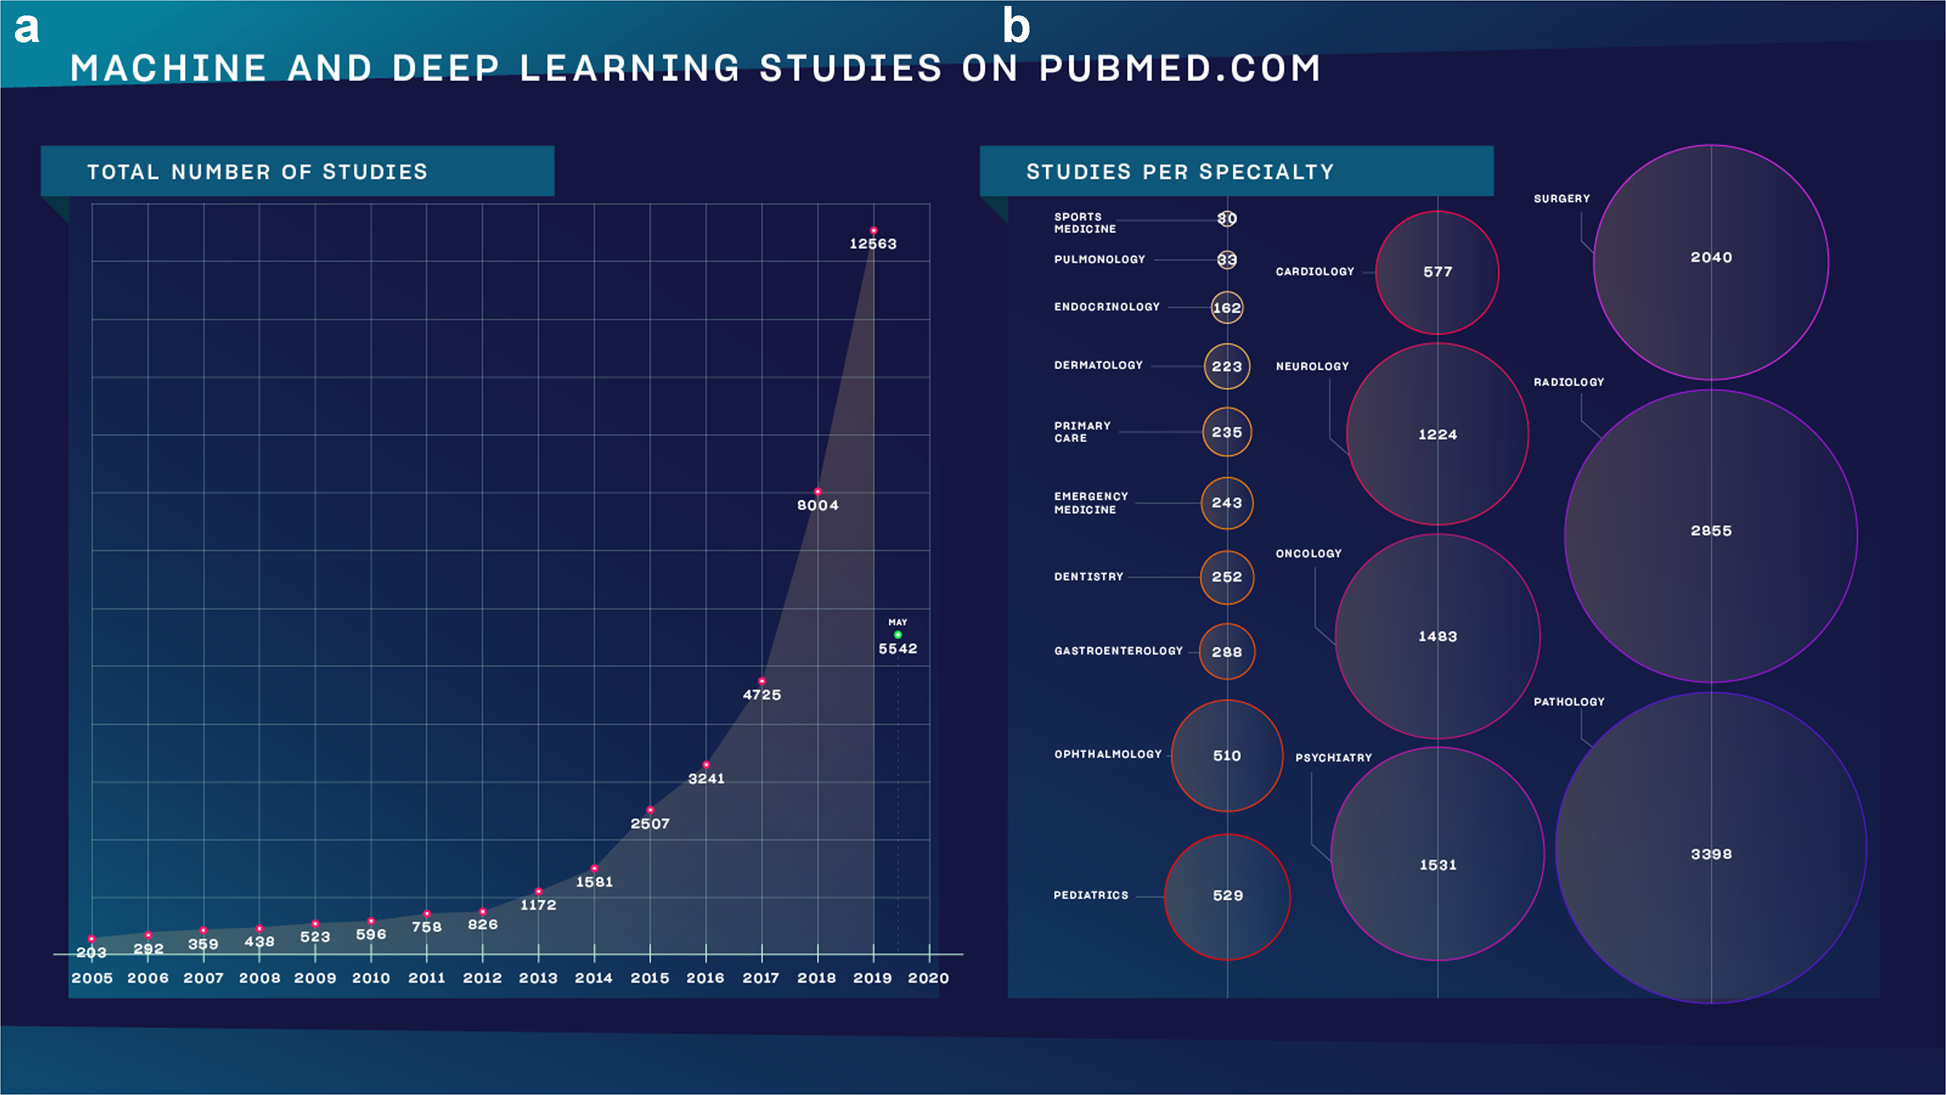 a
b
MACHINE AND DEEP LEARNING STUDIES ON PUBMED.COM
TOTAL NUMBER OF STUDIES
12563
8004
MAY
5542
4725
3241
2507
1581
1172
826
758
596
523
438
359
292
203
2005 2006 2007 2008 2009 2010 2011 2012 2013 2014 2015 2016 2017 2018 2019 2020
STUDIES PER SPECIALTY
SPORTS
MEDICINE
30
PULMONOLOGY 33
ENDOCRINOLOGY 162
DERMATOLOGY 223
PRIMARY
CARE
235
EMERGENCY
MEDICINE
243
DENTISTRY 252
GASTROENTEROLOGY 288
OPHTHALMOLOGY 510
PEDIATRICS 529
CARDIOLOGY 577
NEUROLOGY
1224
ONCOLOGY
1483
PSYCHIATRY
1531
SURGERY
2040
RADIOLOGY
2855
PATHOLOGY
3398